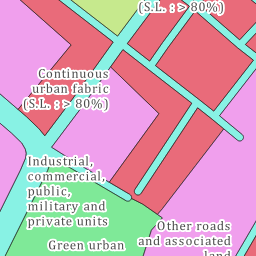 (S.L. : > 80%)
Continuous
urban fabric
(S.L. : > 80%)
Industrial,
commercial,
public,
military and
private units
Other roads
and associated
land
Green urban